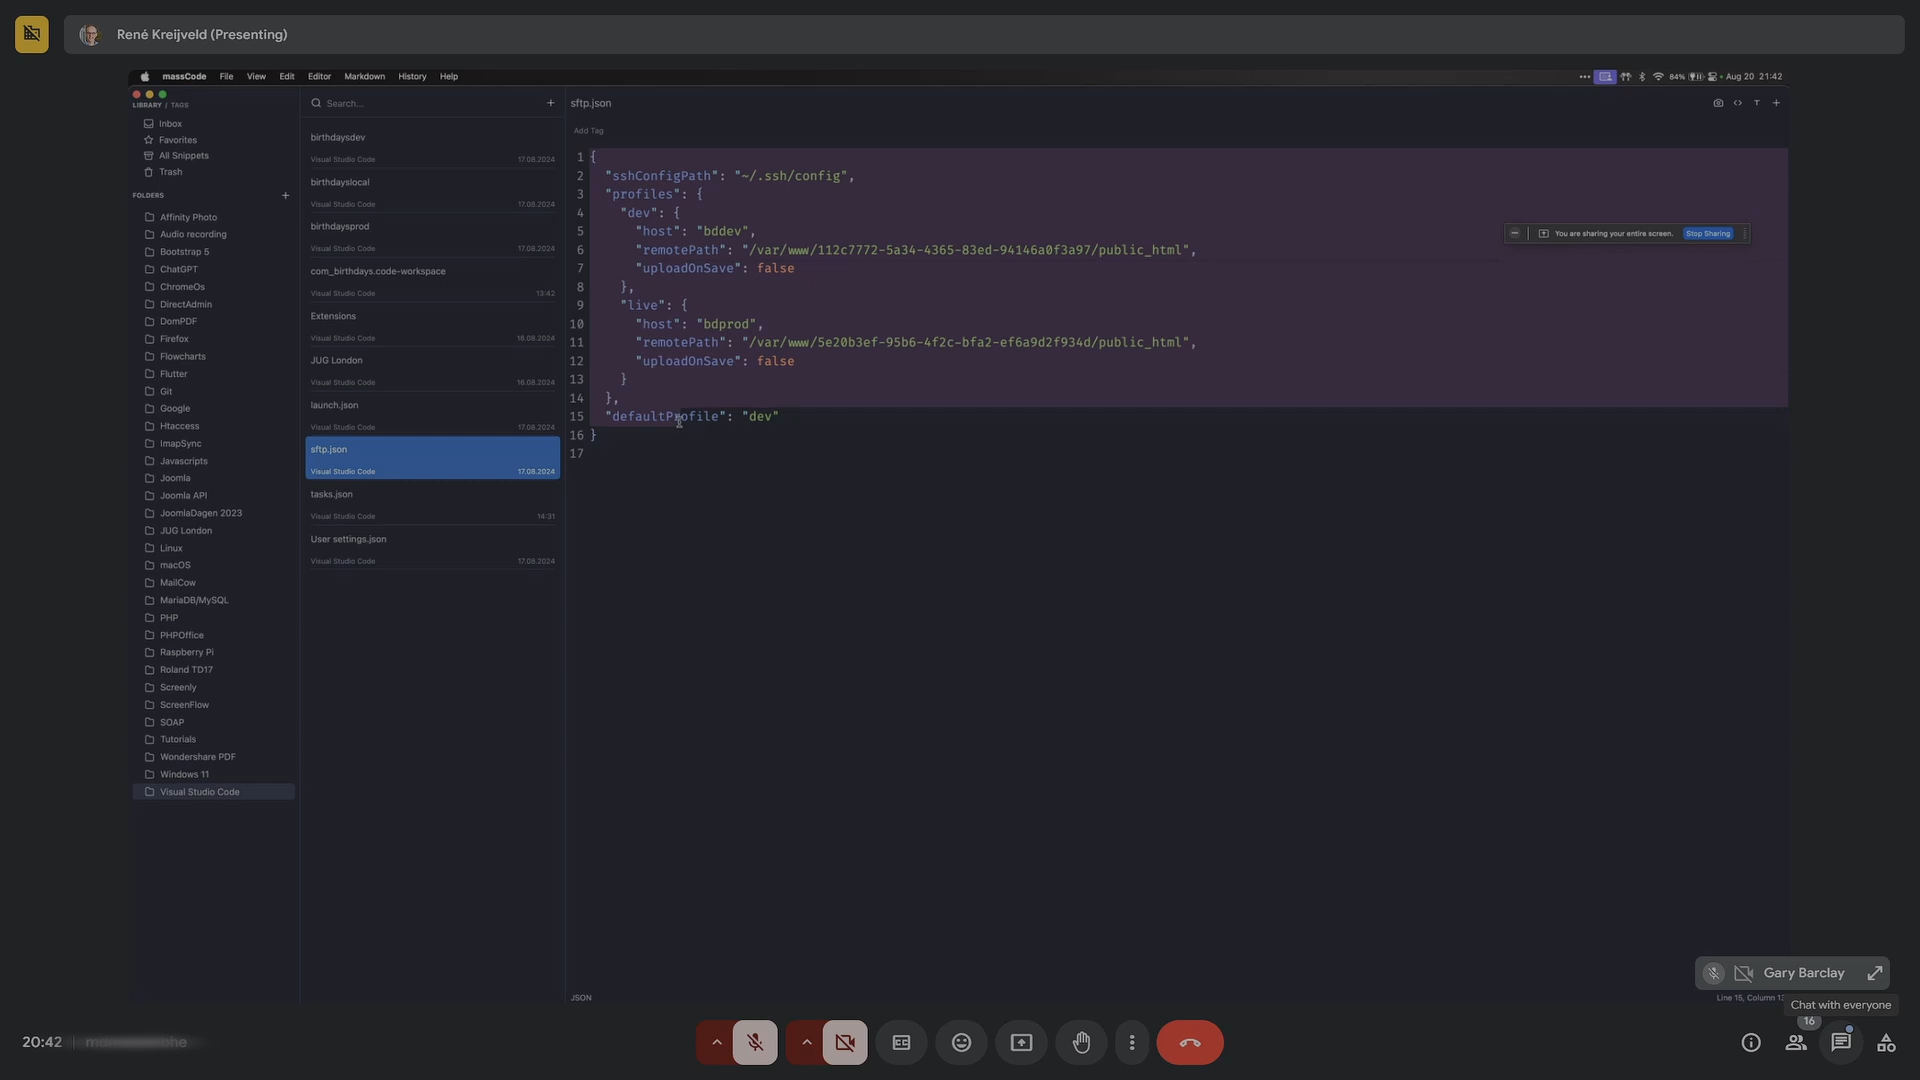 René Kreijveld (Presenting)
massCode File View Edit Editor Markdown History Help
84% Aug 20 21:42
LIBRARY / TAGS
Inbox
Favorites
All Snippets
Trash
FOLDERS
Affinity Photo
Audio recording
Bootstrap 5
ChatGPT
ChromeOs
DirectAdmin
DomPDF
Firefox
Flowcharts
Flutter
Git
Google
Htaccess
ImapSync
Javascripts
Joomla
Joomla API
JoomlaDagen 2023
JUG London
Linux
macOS
MailCow
MariaDB/MySQL
PHP
PHPOffice
Raspberry Pi
Roland TD17
Screenly
ScreenFlow
SOAP
Tutorials
Wondershare PDF
Windows 11
Visual Studio Code
Search...
birthdaysdev
Visual Studio Code 17.08.2024
birthdayslocal
Visual Studio Code 17.08.2024
birthdaysprod
Visual Studio Code 17.08.2024
com_birthdays.code-workspace
Visual Studio Code 13:42
Extensions
Visual Studio Code 16.08.2024
JUG London
Visual Studio Code 16.08.2024
launch.json
Visual Studio Code 17.08.2024
sftp.json
Visual Studio Code 17.08.2024
tasks.json
Visual Studio Code 14:31
User settings.json
Visual Studio Code 17.08.2024
sftp.json
Add Tag
1 {
2 "sshConfigPath": "~/.ssh/config",
3 "profiles": {
4 "dev": {
5 "host": "bddev",
6 "remotePath": "/var/www/112c7772-5a34-4365-83ed-94146a0f3a97/public_html",
7 "uploadOnSave": false
8 },
9 "live": {
10 "host": "bdprod",
11 "remotePath": "/var/www/5e20b3ef-95b6-4f2c-bfa2-ef6a9d2f934d/public_html",
12 "uploadOnSave": false
13 }
14 },
15 "defaultProfile": "dev"
16 }
17
You are sharing your entire screen. Stop Sharing
JSON
Line 15, Column
Gary Barclay
Chat with everyone
16
20:42